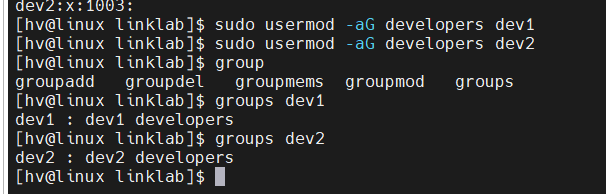 dev2:x:1003:
[hv@linux linklab]$ sudo usermod -aG developers dev1
[hv@linux linklab]$ sudo usermod -aG developers dev2
[hv@linux linklab]$ group
groupadd   groupdel   groupmems  groupmod   groups
[hv@linux linklab]$ groups dev1
dev1 : dev1 developers
[hv@linux linklab]$ groups dev2
dev2 : dev2 developers
[hv@linux linklab]$